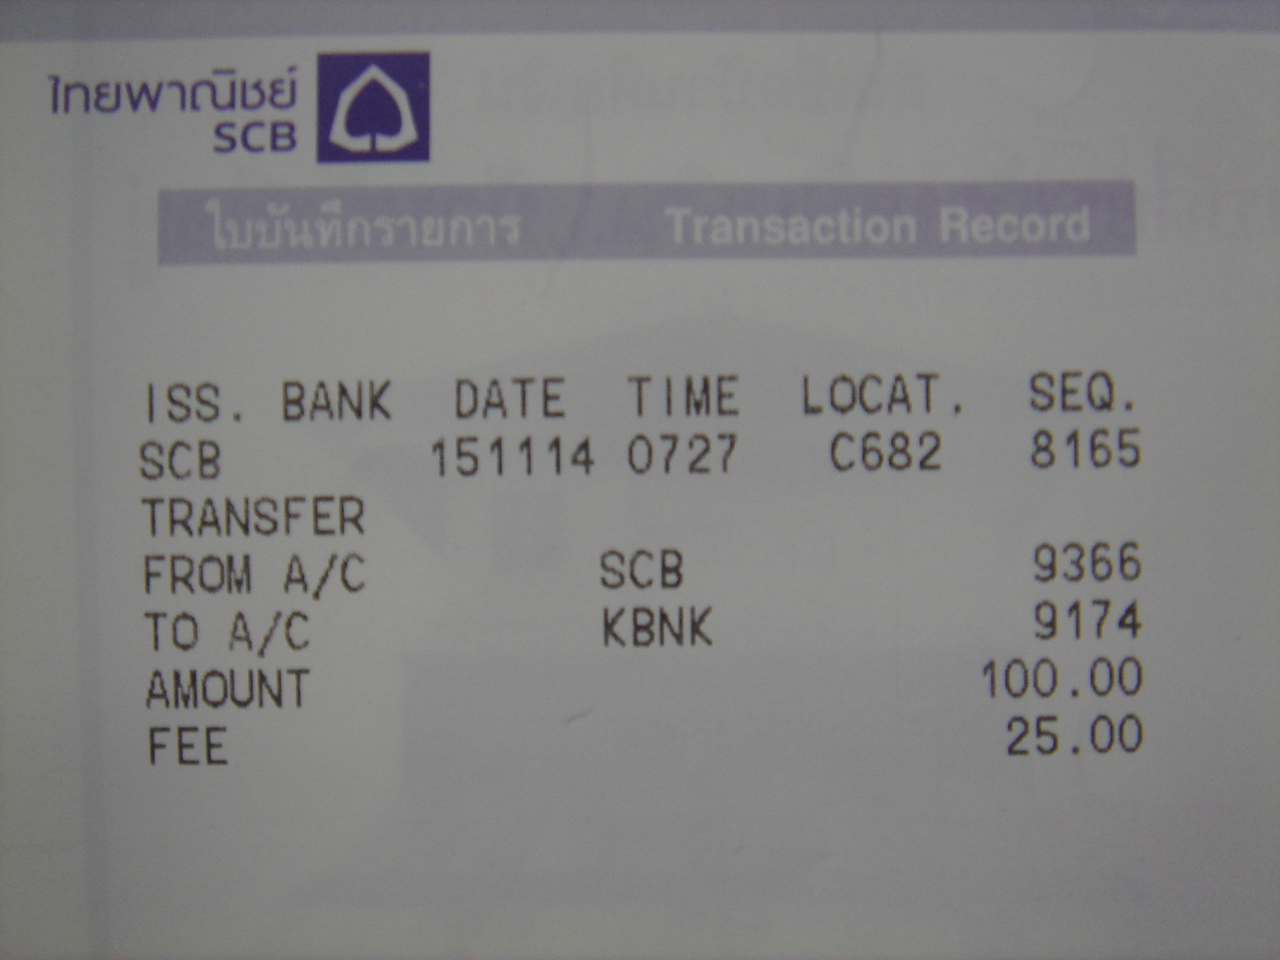 ไทยพาณิชย์
SCB
ใบบันทึกรายการ Transaction Record
ISS. BANK DATE TIME LOCAT. SEQ.
SCB 151114 0727 C682 8165
TRANSFER
FROM A/C SCB 9366
TO A/C KBNK 9174
AMOUNT 100.00
FEE 25.00